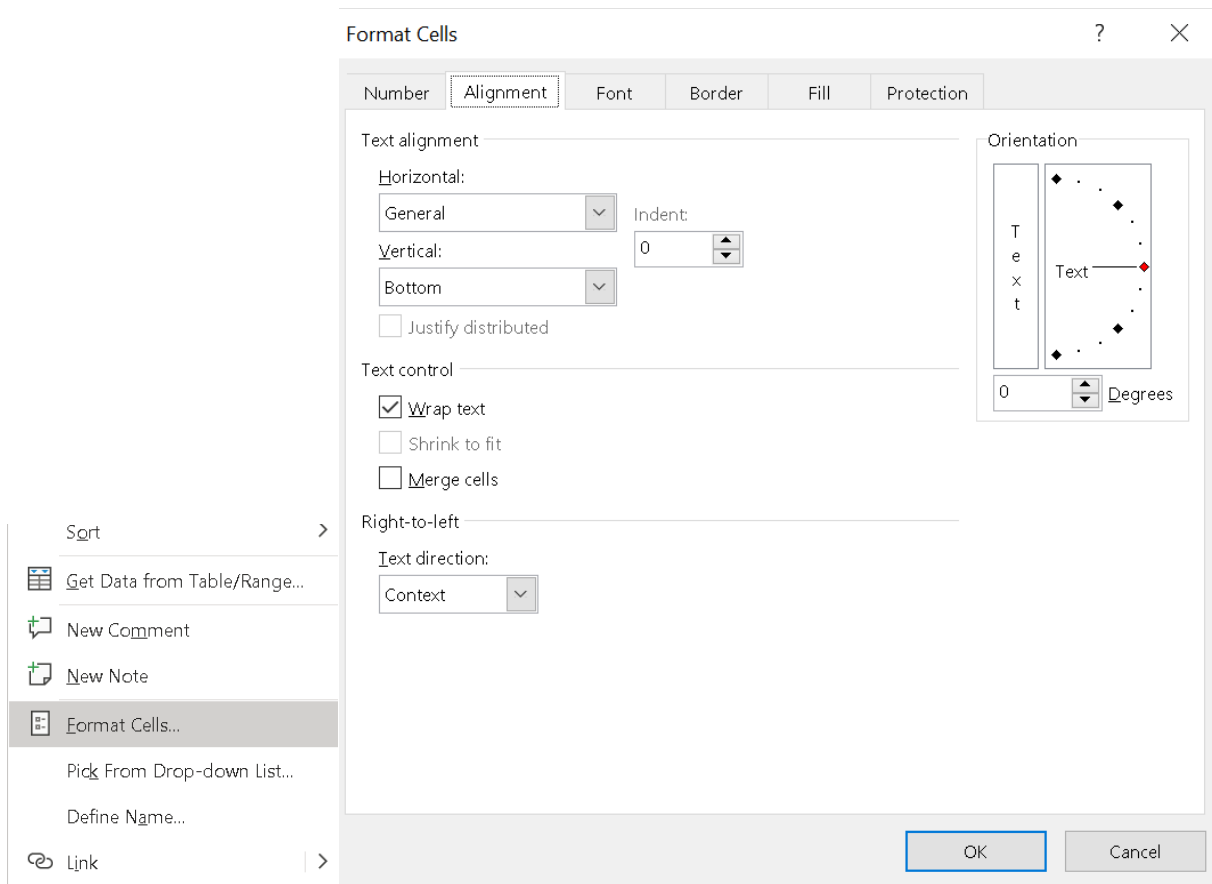 Format Cells
?
Number Alignment Font Border Fill Protection
Text alignment
Horizontal:
General
Indent:
0
Vertical:
Bottom
Justify distributed
Text control
Wrap text
Shrink to fit
Merge cells
Right-to-left
Text direction:
Context
Orientation
T
e
x
t
Text
0 Degrees
OK Cancel
Sort
Get Data from Table/Range...
New Comment
New Note
Format Cells...
Pick From Drop-down List...
Define Name...
Link